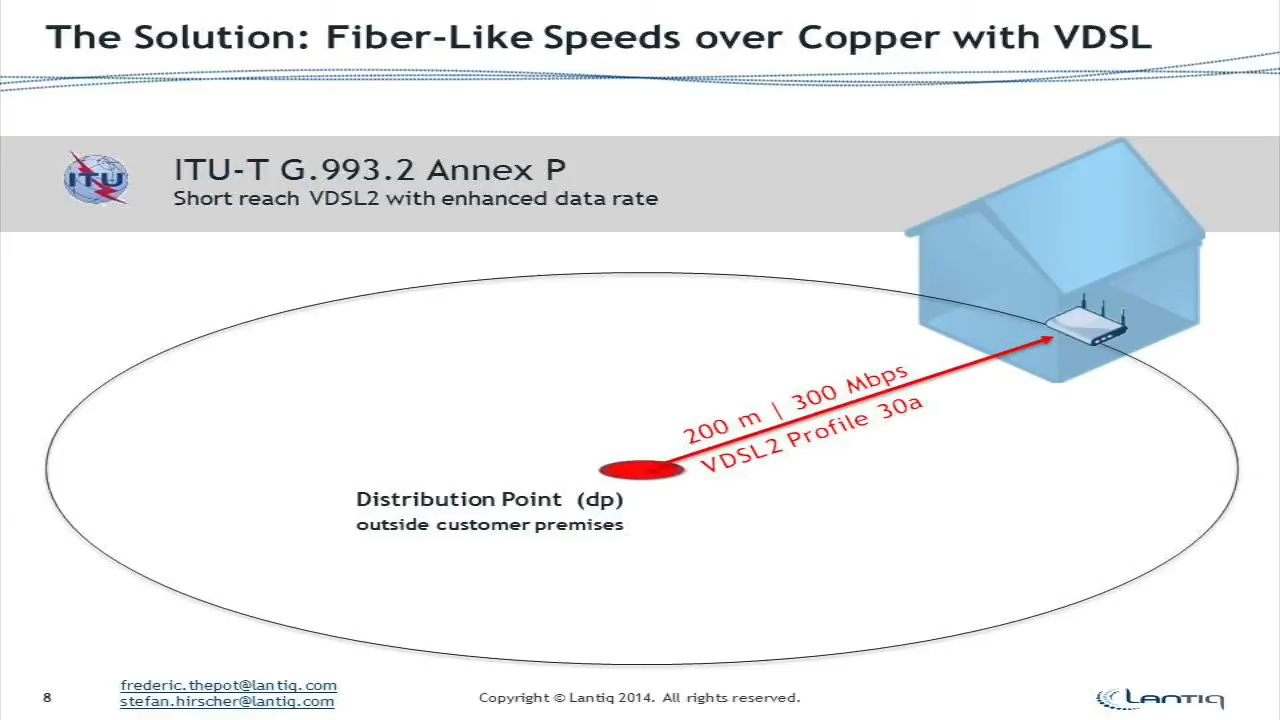 The Solution: Fiber-Like Speeds over Copper with VDSL
ITU
ITU-T G.993.2 Annex P
Short reach VDSL2 with enhanced data rate
200 m | 300 Mbps
VDSL2 Profile 30a
Distribution Point (dp)
outside customer premises
8
frederic.thepot@lantiq.com
stefan.hirscher@lantiq.com
Copyright © Lantiq 2014. All rights reserved.
LANTIQ